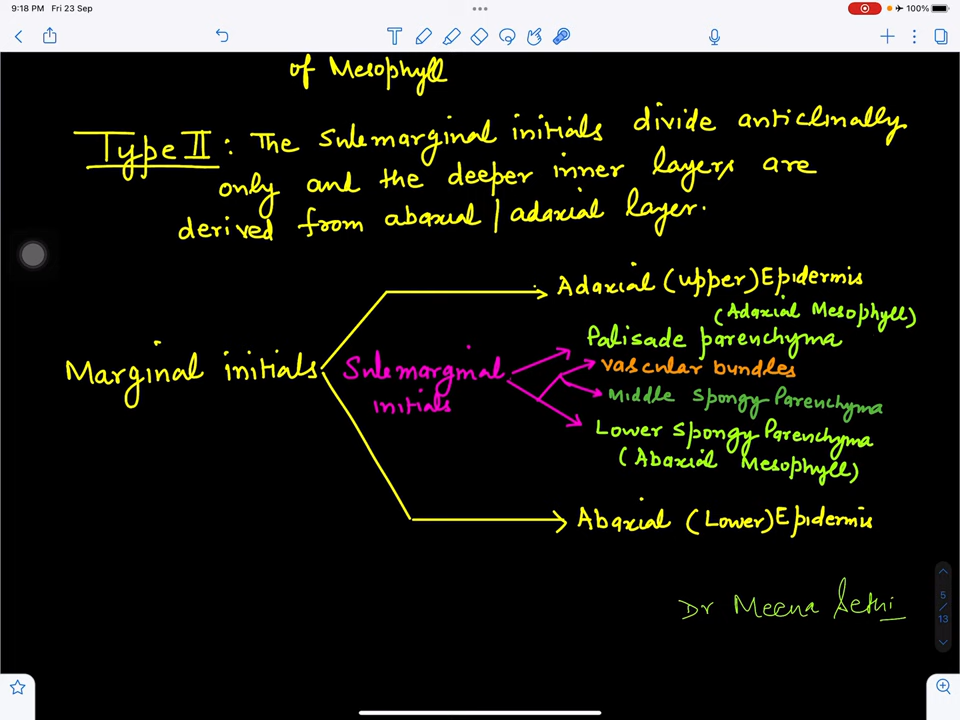 9:18 PM Fri 23 Sep
100%
of Mesophyll
Type II : The submarginal initials divide anticlinally
only and the deeper inner layers are
derived from abaxial / adaxial layer.
Adaxial (upper) Epidermis
(Adaxial Mesophyll)
Palisade parenchyma
Marginal initials
Submarginal
initials
vascular bundles
Middle Spongy Parenchyma
Lower Spongy Parenchyma
(Abaxial Mesophyll)
Abaxial (Lower) Epidermis
Dr Meena Sethi
5
/
13